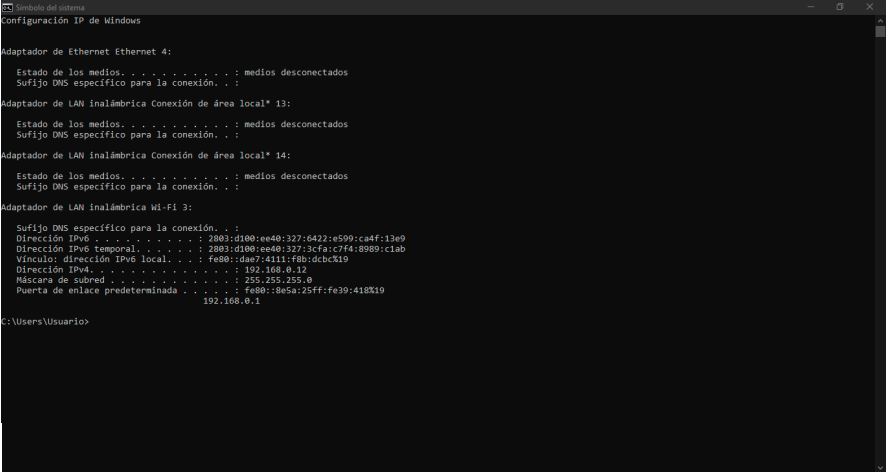 Símbolo del sistema
Configuración IP de Windows
Adaptador de Ethernet Ethernet 4:
Estado de los medios. . . . . . . . . . . : medios desconectados
Sufijo DNS específico para la conexión. . :
Adaptador de LAN inalámbrica Conexión de área local* 13:
Estado de los medios. . . . . . . . . . . : medios desconectados
Sufijo DNS específico para la conexión. . :
Adaptador de LAN inalámbrica Conexión de área local* 14:
Estado de los medios. . . . . . . . . . . : medios desconectados
Sufijo DNS específico para la conexión. . :
Adaptador de LAN inalámbrica Wi-Fi 3:
Sufijo DNS específico para la conexión. . :
Dirección IPv6 . . . . . . . . . . : 2803:d100:ee40:327:6422:e599:ca4f:13e9
Dirección IPv6 temporal. . . . . . : 2803:d100:ee40:327:3cfa:c7f4:8989:c1ab
Vínculo: dirección IPv6 local. . . : fe80::dae7:4111:f8b:dcbc%19
Dirección IPv4. . . . . . . . . . . . . . : 192.168.0.12
Máscara de subred . . . . . . . . . . . . : 255.255.255.0
Puerta de enlace predeterminada . . . . . : fe80::8e5a:25ff:fe39:418%19
192.168.0.1
C:\Users\Usuario>